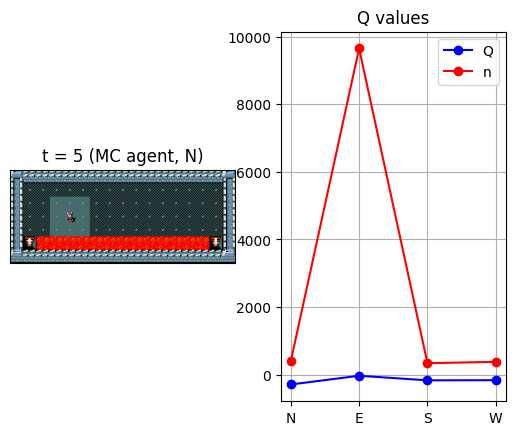 t = 5 (MC agent, N)
Q values
10000
8000
6000
4000
2000
0
N E S W
Q
n